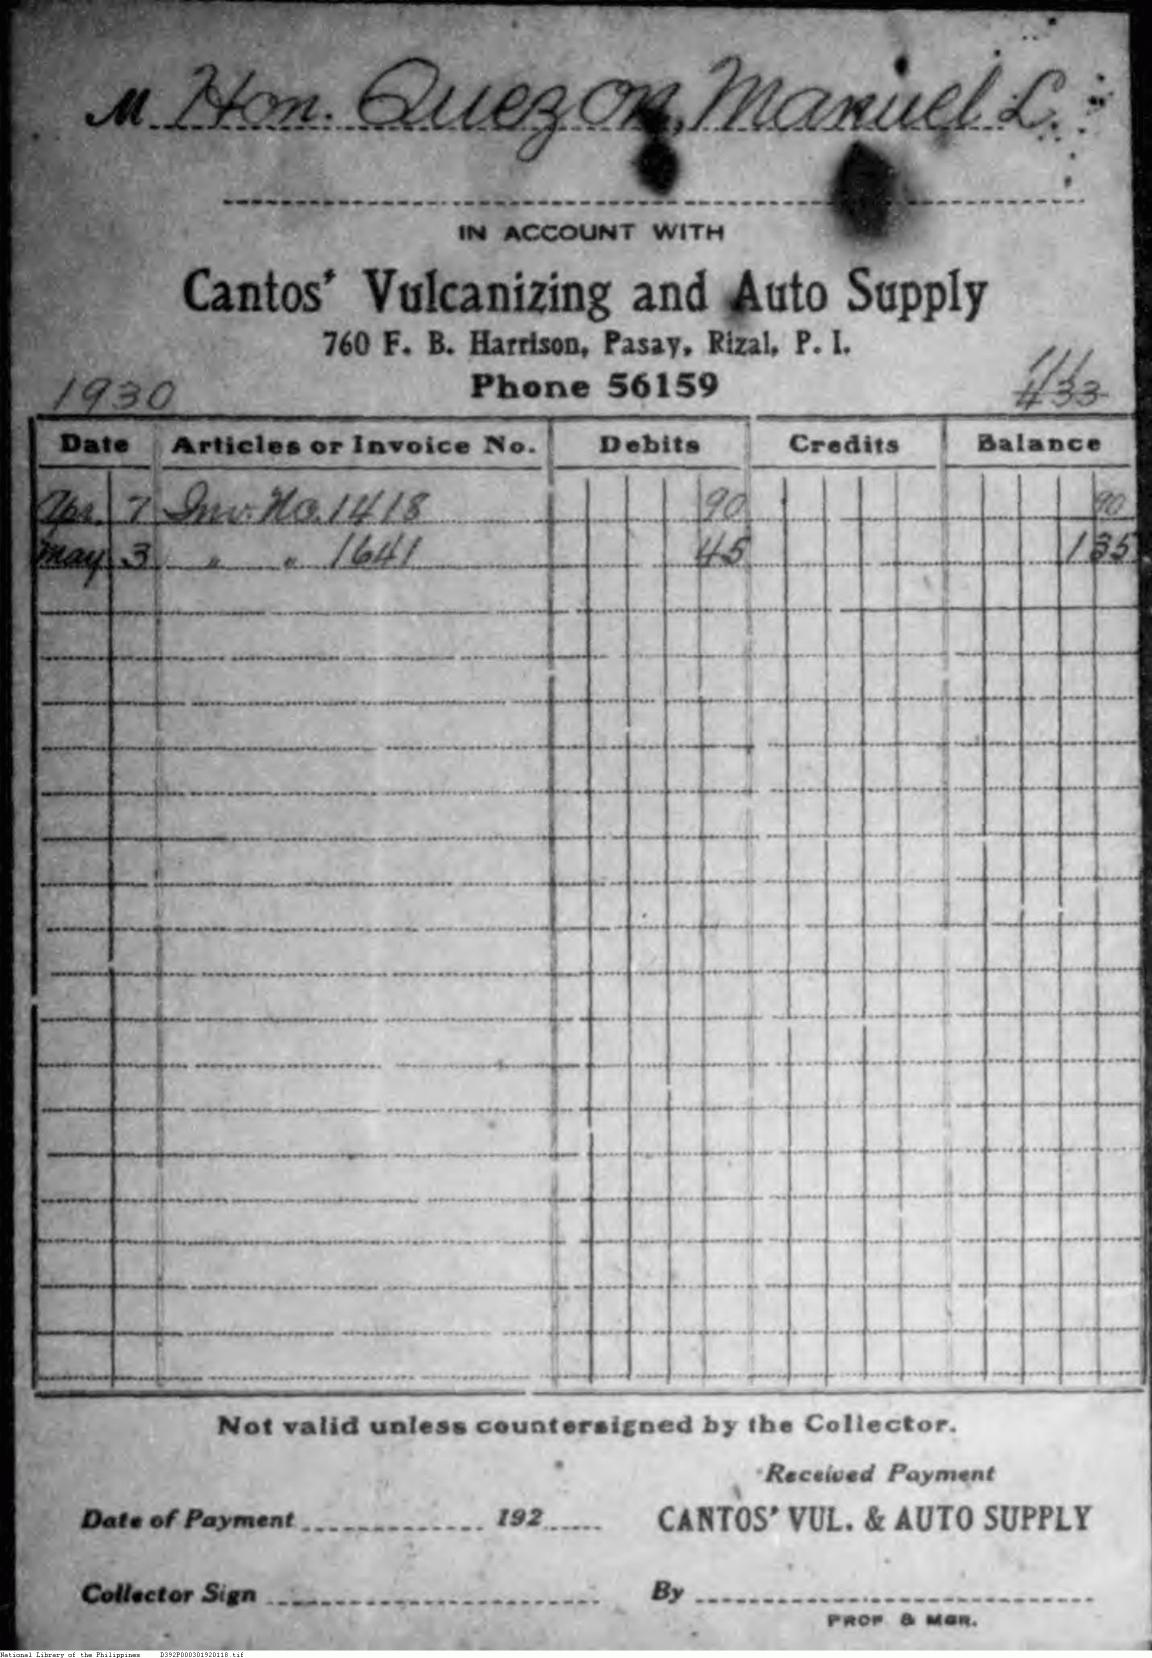 M Hon. Quezon, Manuel L.
IN ACCOUNT WITH
Cantos' Vulcanizing and Auto Supply
760 F. B. Harrison, Pasay, Rizal, P. I.
1930 Phone 56159 #33
Date Articles or Invoice No. Debits Credits Balance
Apr. 7 Inv. No. 1418 90 90
May 3 " " 1641 45 135
Not valid unless countersigned by the Collector.
Received Payment
Date of Payment 192 CANTOS' VUL. & AUTO SUPPLY
Collector Sign By
PROP & MGR.
National Library of the Philippines D392P000301920118.tif